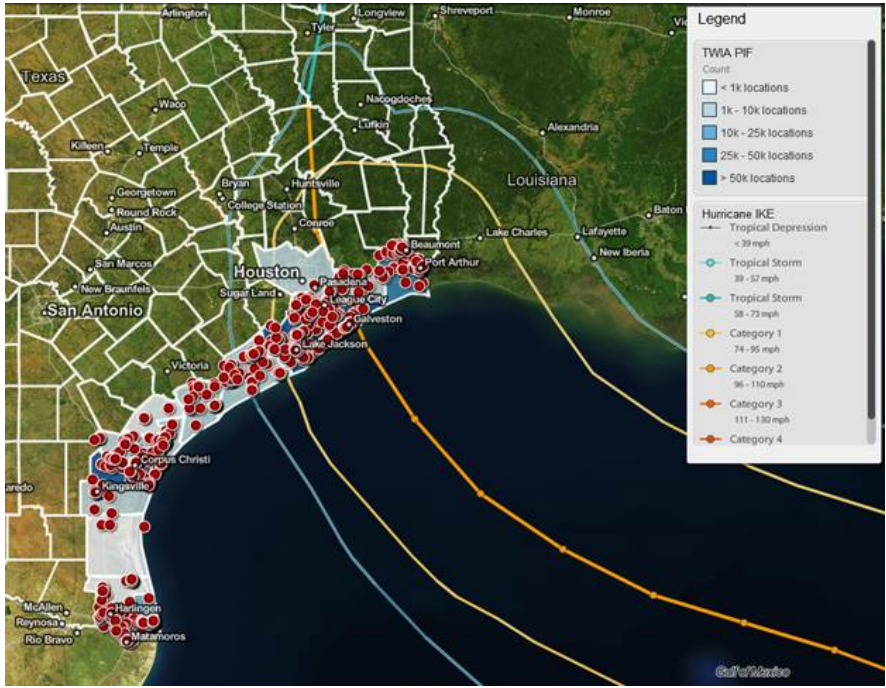 Arlington
Longview
Shreveport
Monroe
Tyler
Texas
Waco
Nacogdoches
Lufkin
Killeen
Temple
Alexandria
Georgetown
Bryan
Huntsville
Louisiana
Round Rock
College Station
Austin
Conroe
Baton
Lake Charles
Lafayette
Beaumont
New Iberia
San Marcos
Houston
Port Arthur
New Braunfels
Pasadena
Sugar Land
League City
San Antonio
Galveston
Lake Jackson
Victoria
Corpus Christi
Kingsville
McAllen
Harlingen
Reynosa
Rio Bravo
Matamoros
Gulf of Mexico
Legend
TWIA PIF
Count
< 1k locations
1k - 10k locations
10k - 25k locations
25k - 50k locations
> 50k locations
Hurricane IKE
Tropical Depression
< 39 mph
Tropical Storm
39 - 57 mph
Tropical Storm
58 - 73 mph
Category 1
74 - 95 mph
Category 2
96 - 110 mph
Category 3
111 - 130 mph
Category 4